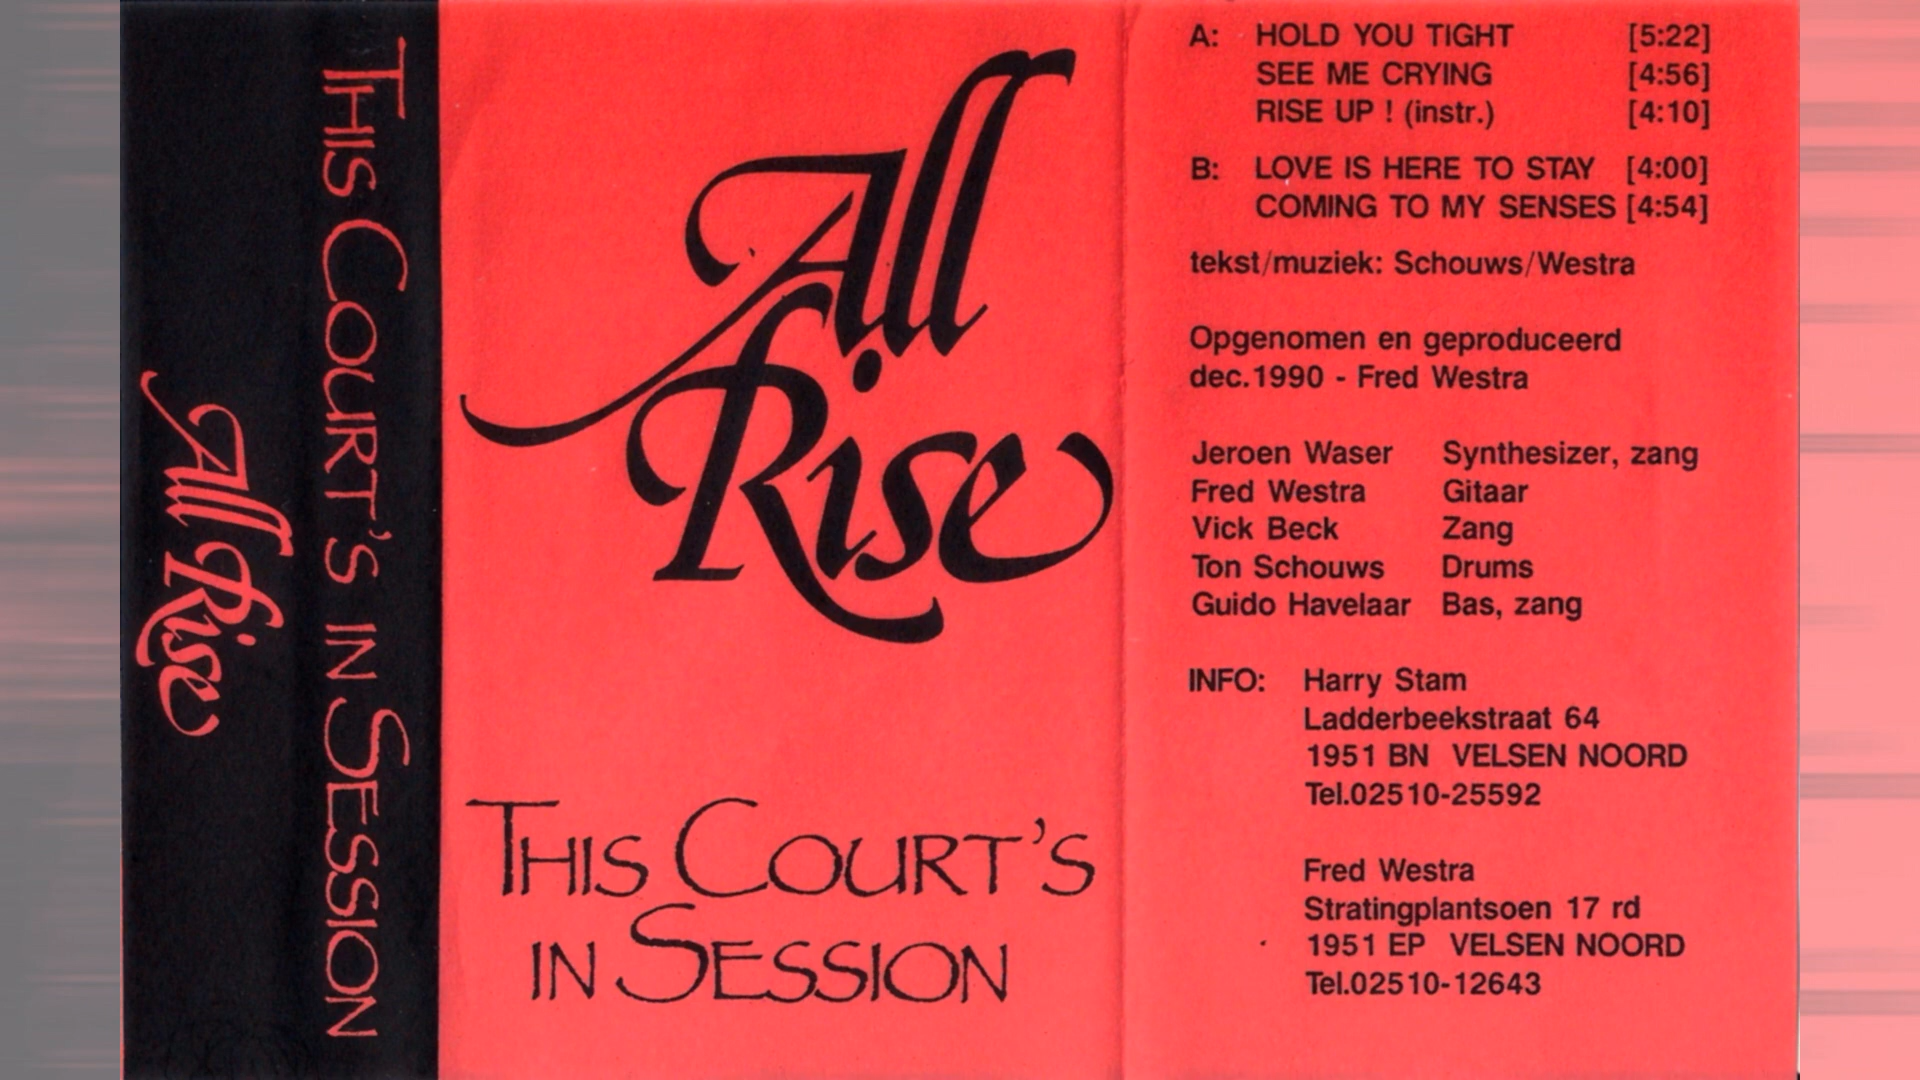 THIS COURT'S IN SESSION
All Rise
All
Rise
THIS COURT'S
IN SESSION
A: HOLD YOU TIGHT [5:22]
SEE ME CRYING [4:56]
RISE UP ! (instr.) [4:10]
B: LOVE IS HERE TO STAY [4:00]
COMING TO MY SENSES [4:54]
tekst/muziek: Schouws/Westra
Opgenomen en geproduceerd
dec.1990 - Fred Westra
Jeroen Waser Synthesizer, zang
Fred Westra Gitaar
Vick Beck Zang
Ton Schouws Drums
Guido Havelaar Bas, zang
INFO: Harry Stam
Ladderbeekstraat 64
1951 BN VELSEN NOORD
Tel.02510-25592
Fred Westra
Stratingplantsoen 17 rd
1951 EP VELSEN NOORD
Tel.02510-12643